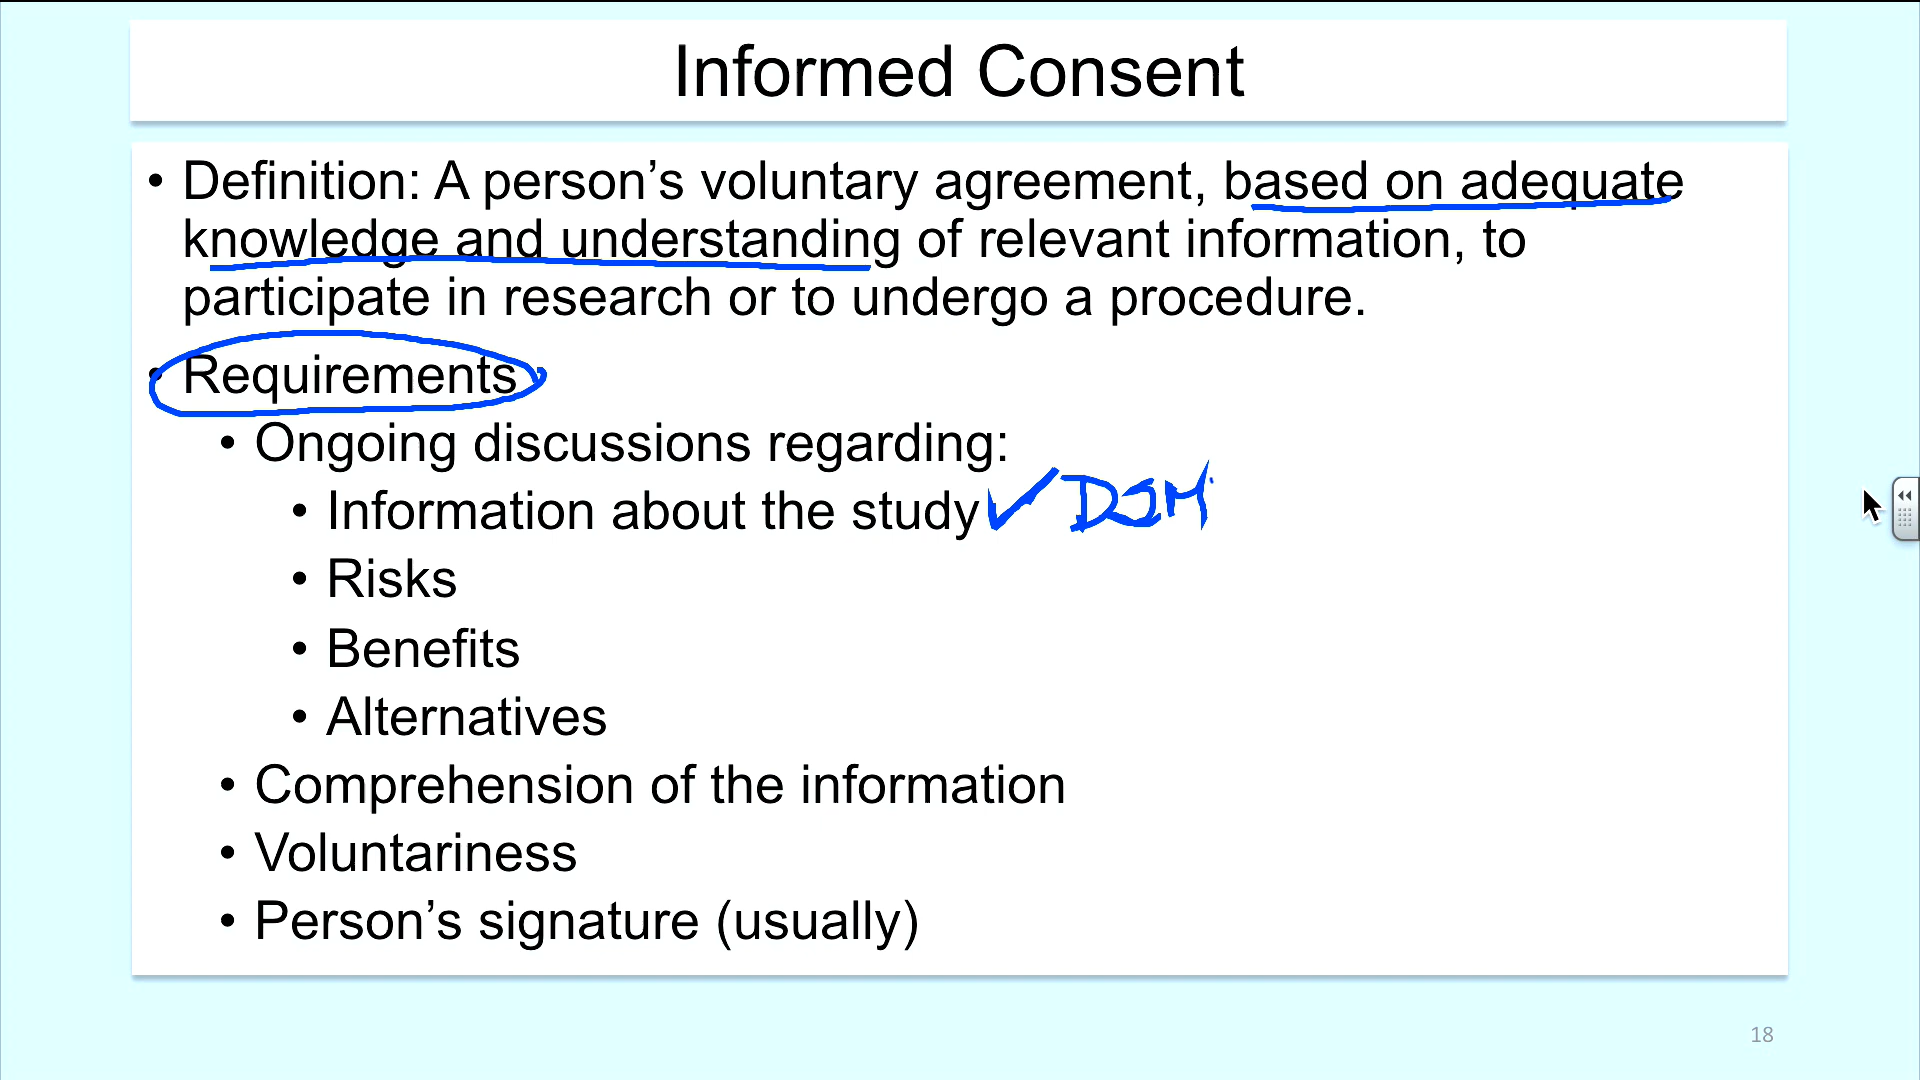 Informed Consent
• Definition: A person’s voluntary agreement, based on adequate
knowledge and understanding of relevant information, to
participate in research or to undergo a procedure.
• Requirements
• Ongoing discussions regarding:
• Information about the study ✓ DSM
• Risks
• Benefits
• Alternatives
• Comprehension of the information
• Voluntariness
• Person’s signature (usually)
18